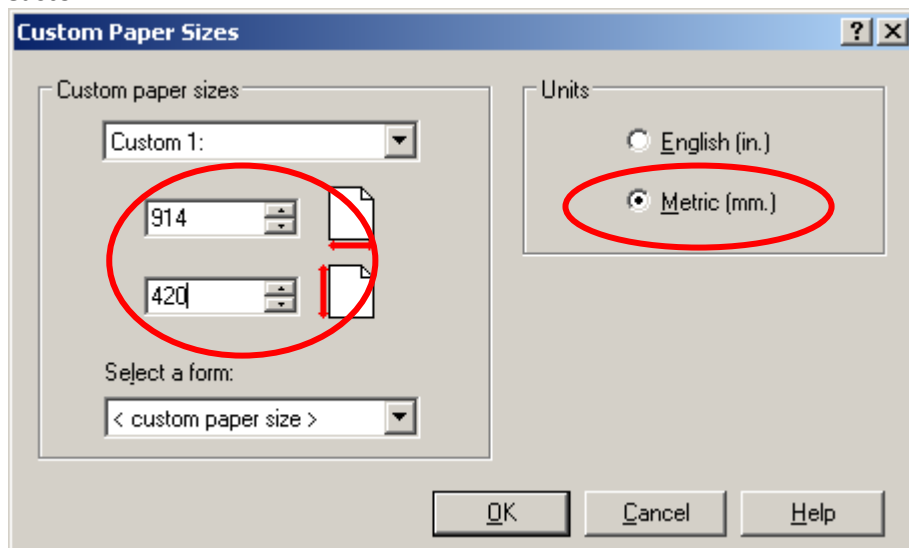 Custom Paper Sizes
Custom paper sizes
Custom 1:
914
420
Select a form:
< custom paper size >
Units
English (in.)
Metric (mm.)
OK
Cancel
Help